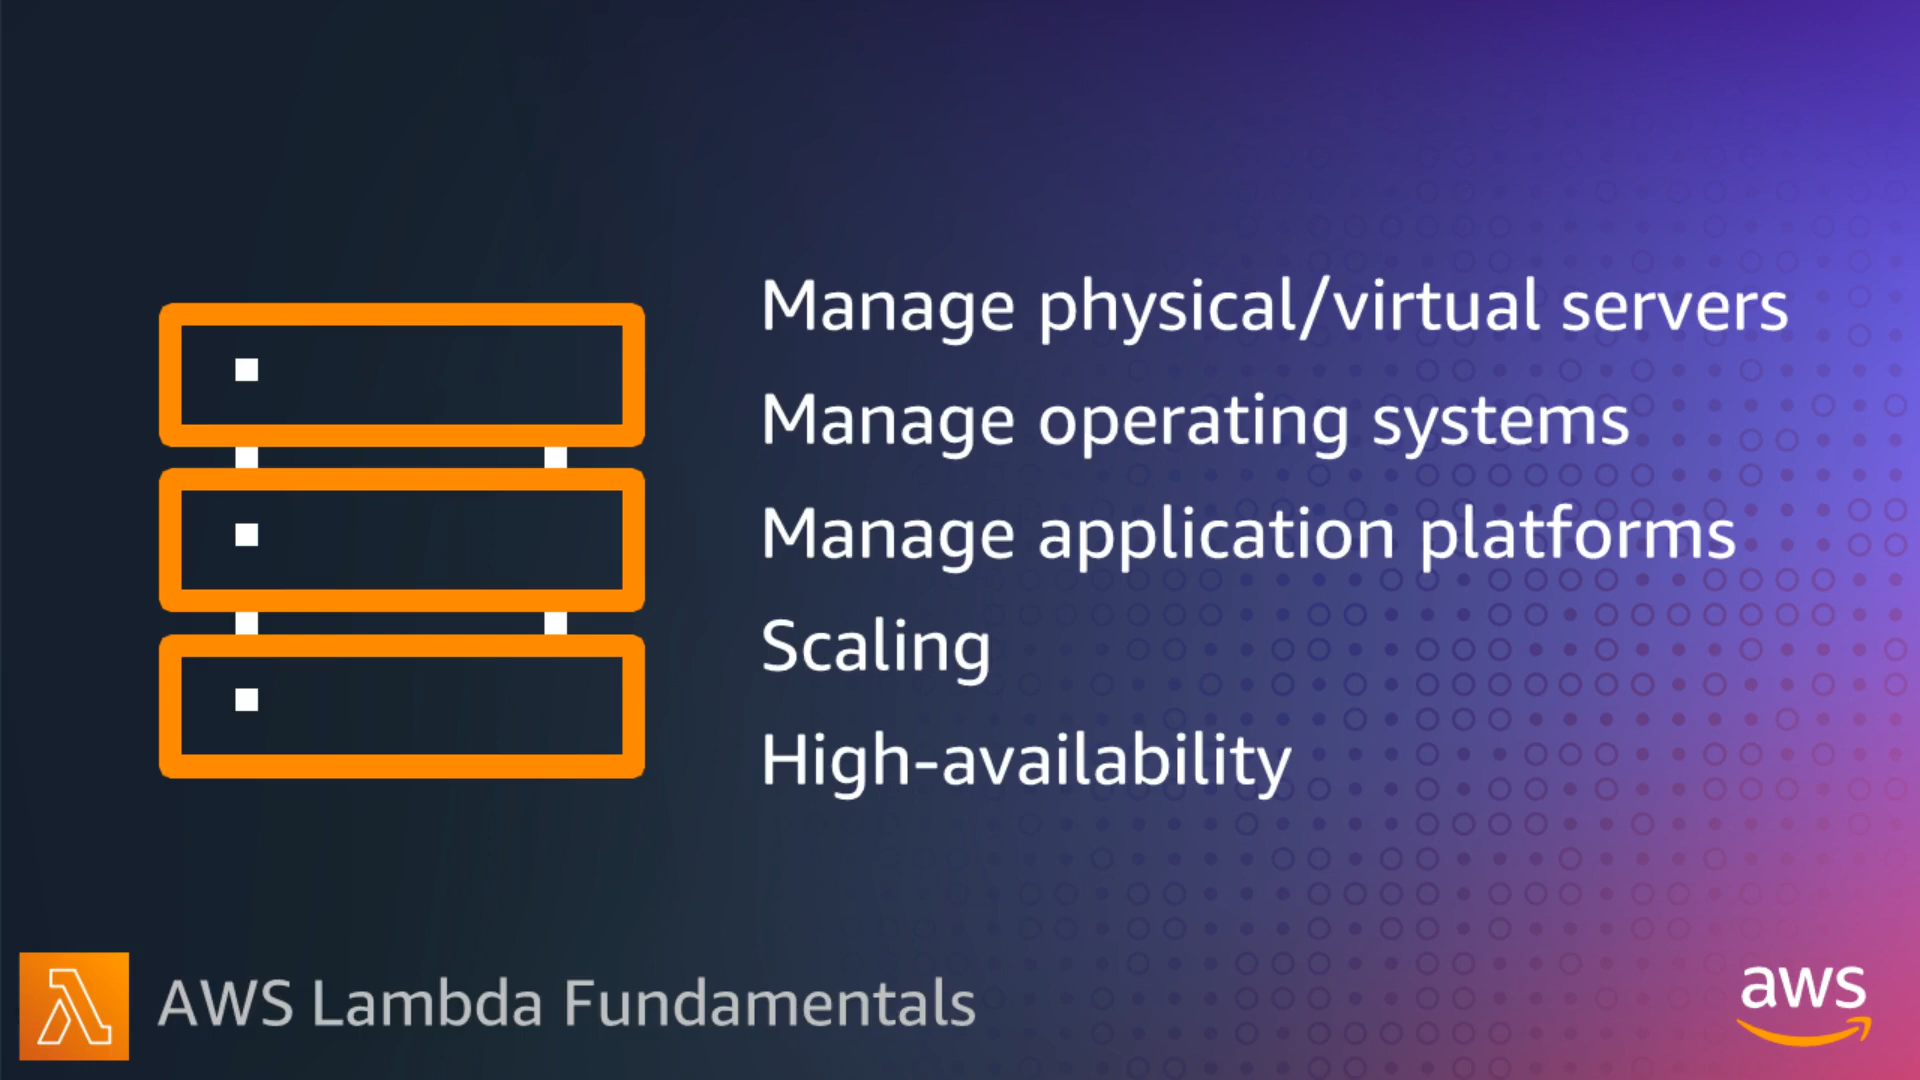 Manage physical/virtual servers
Manage operating systems
Manage application platforms
Scaling
High-availability
AWS Lambda Fundamentals
aws